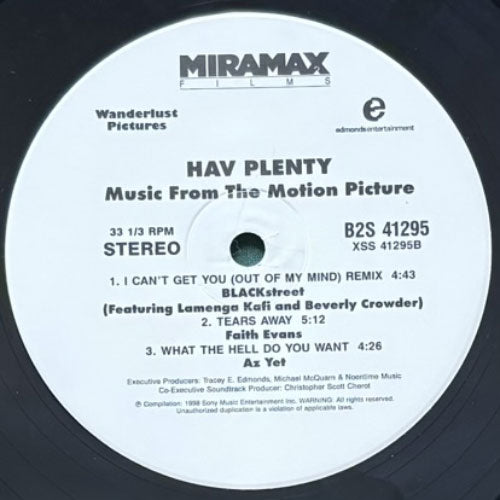 MIRAMAX
FILMS
Wanderlust
Pictures
e
edmonds entertainment
HAV PLENTY
Music From The Motion Picture
33 1/3 RPM
STEREO
B2S 41295
XSS 41295B
1. I CAN'T GET YOU (OUT OF MY MIND) REMIX 4:43
BLACKstreet
(Featuring Lamenga Kafi and Beverly Crowder)
2. TEARS AWAY 5:12
Faith Evans
3. WHAT THE HELL DO YOU WANT 4:26
Az Yet
Executive Producers: Tracey E. Edmonds, Michael McQuarn & Noontime Music
Co-Executive Soundtrack Producer: Christopher Scott Cherot
℗ Compilation: 1998 Sony Music Entertainment Inc. WARNING: All rights reserved.
Unauthorized duplication is a violation of applicable laws.